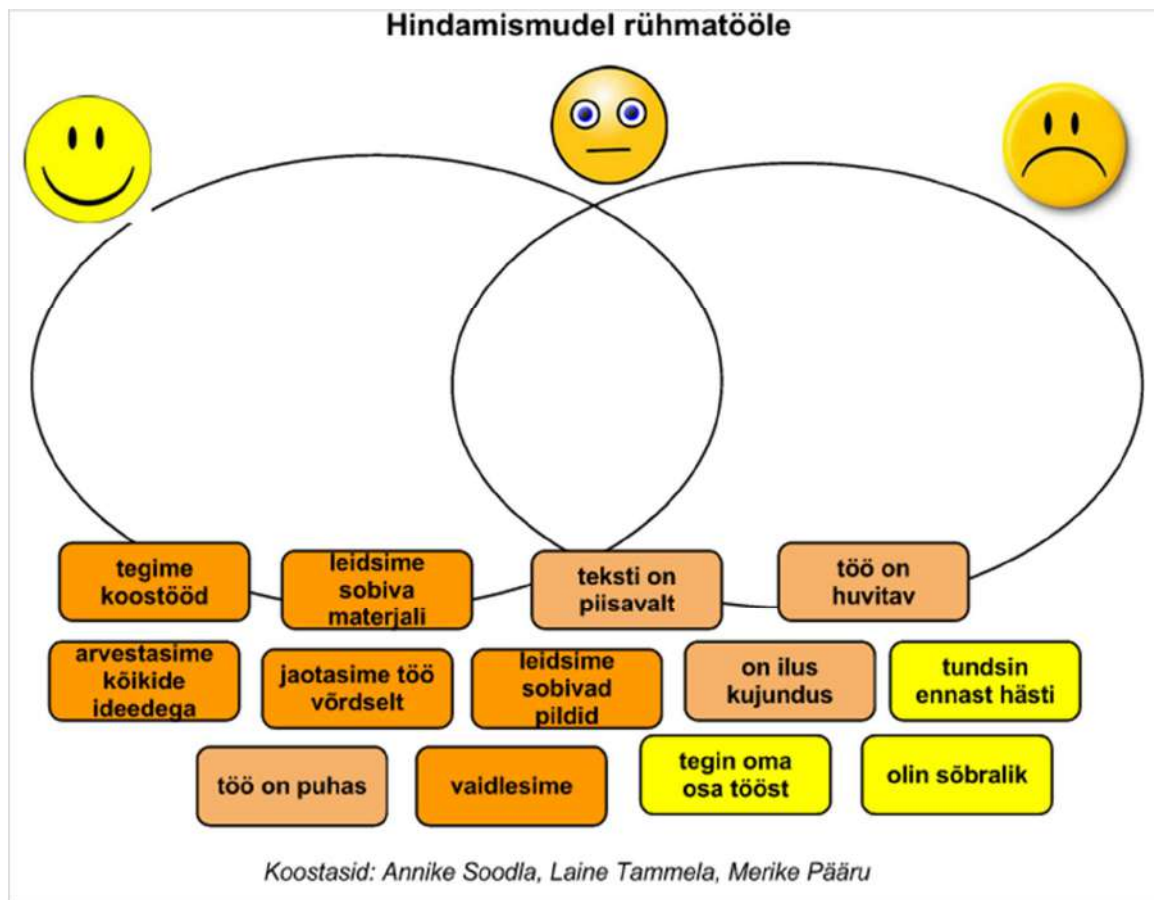 Hindamismudel rühmatööle
tegime
koostööd
leidsime
sobiva
materjali
teksti on
piisavalt
töö on
huvitav
arvestasime
kõikide
ideedega
jaotasime töö
võrdselt
leidsime
sobivad
pildid
on ilus
kujundus
tundsin
ennast hästi
töö on puhas
vaidlesime
tegin oma
osa tööst
olin sõbralik
Koostasid: Annike Soodla, Laine Tammela, Merike Pääru